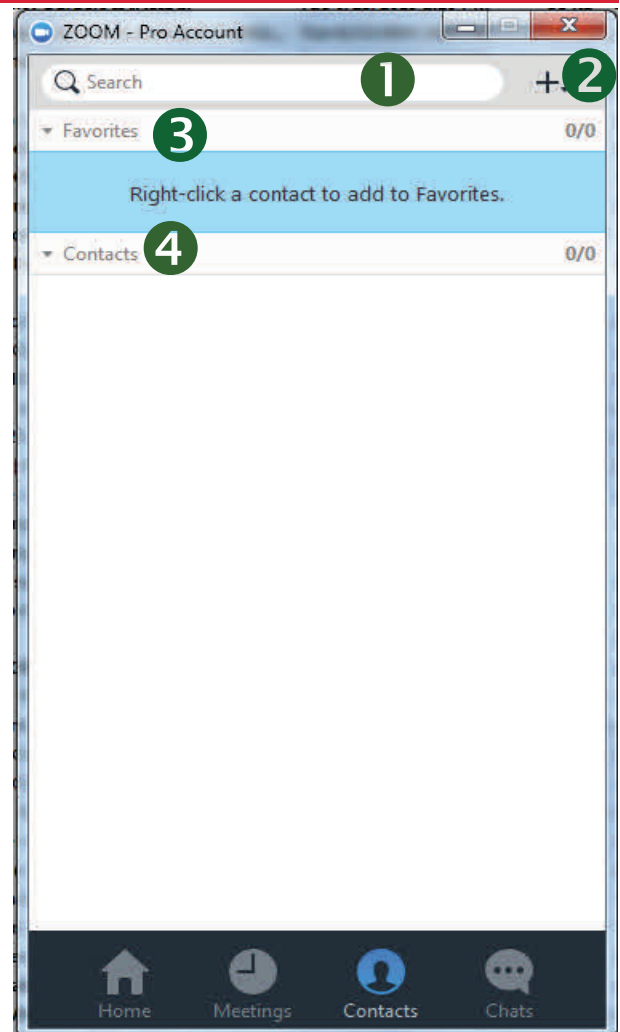 ZOOM - Pro Account
Search 1 + 2
Favorites 3 0/0
Right-click a contact to add to Favorites.
Contacts 4 0/0
Home Meetings Contacts Chats